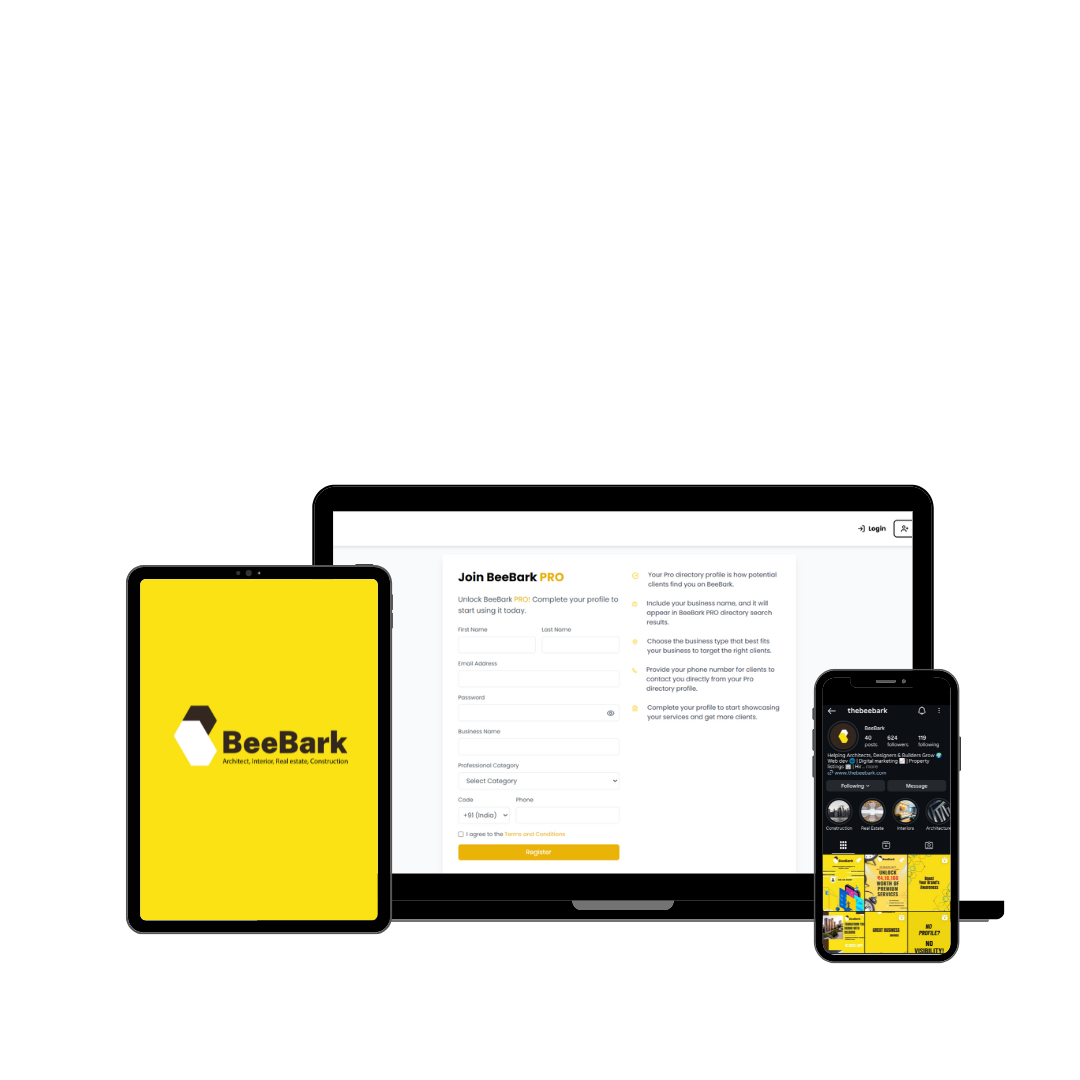 BeeBark
Architect, Interior, Real estate, Construction
Login
Join BeeBark PRO
Unlock BeeBark PRO! Complete your profile to
start using it today.
First Name
Last Name
Email Address
Password
Business Name
Professional Category
Select Category
Code
Phone
+91 (India)
I agree to the Terms and Conditions
Register
Your Pro directory profile is how potential
clients find you on BeeBark.
Include your business name, and it will
appear in BeeBark PRO directory search
results.
Choose the business type that best fits
your business to target the right clients.
Provide your phone number for clients to
contact you directly from your Pro
directory profile.
Complete your profile to start showcasing
your services and get more clients.
thebeebark
BeeBark
40
624
119
posts
followers
following
Helping Architects, Designers & Builders Grow 🌍
Web dev 🌐 | Digital marketing 📈 | Property
listings 🏢 | Hir... more
www.thebeebark.com
Following
Message
Construction
Real Estate
Interiors
Architecture
BeeBark
BeeBark
UNLOCK
₹4,10,100
WORTH OF
PREMIUM
SERVICES
Boost
Your Brand's
Awareness
GREAT BUSINESS
NO
PROFILE?
NO
VISIBILITY!